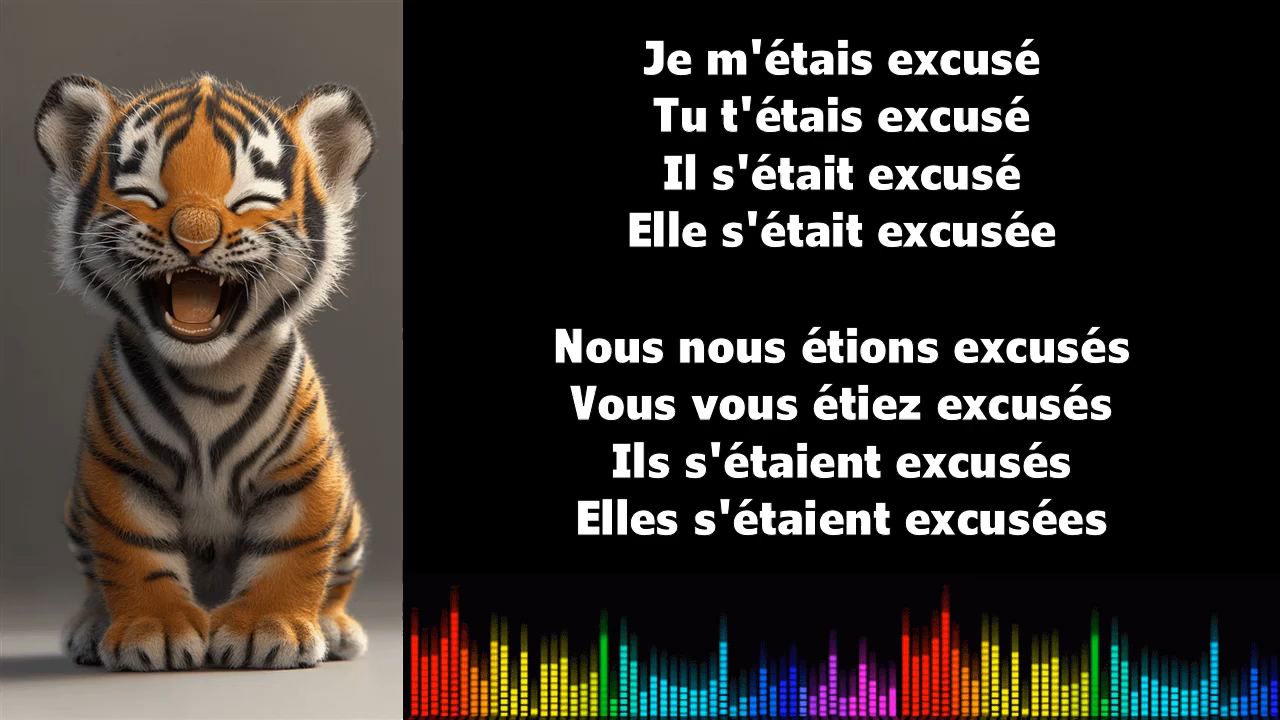 Je m'étais excusé
Tu t'étais excusé
Il s'était excusé
Elle s'était excusée
Nous nous étions excusés
Vous vous étiez excusés
Ils s'étaient excusés
Elles s'étaient excusées